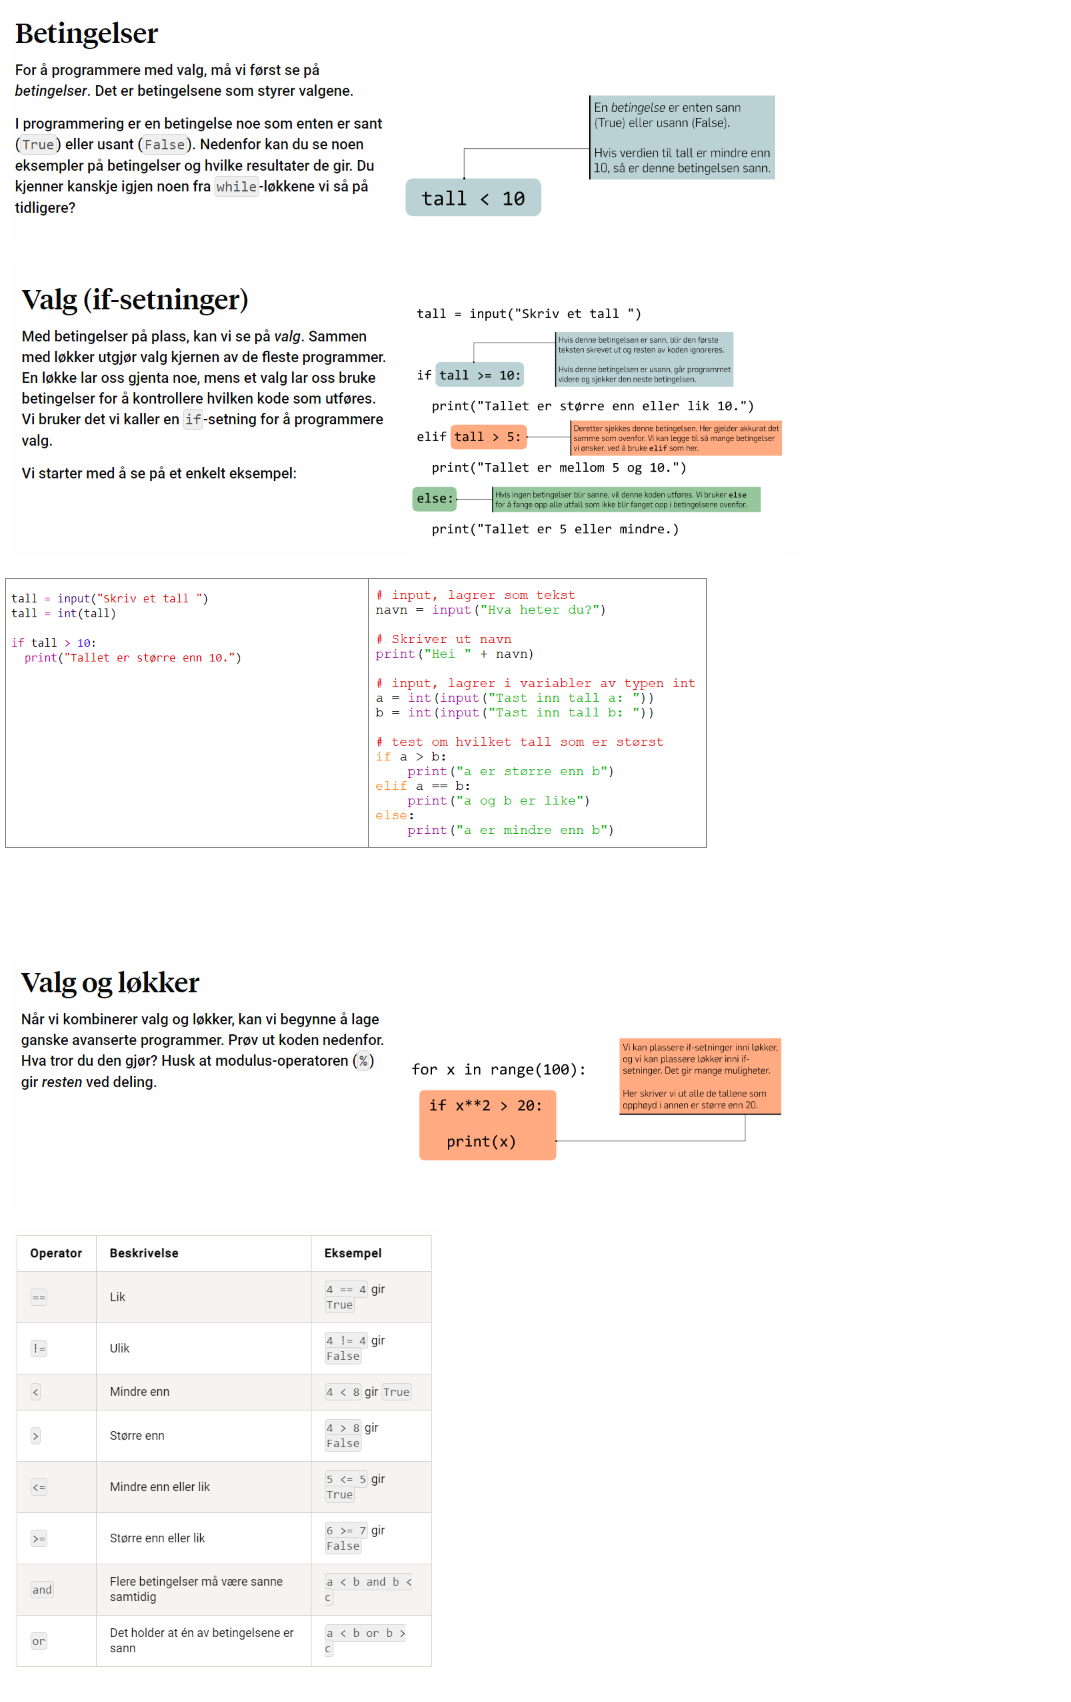 Betingelser
For å programmere med valg, må vi først se på
betingelser. Det er betingelsene som styrer valgene.
I programmering er en betingelse noe som enten er sant
(True) eller usant (False). Nedenfor kan du se noen
eksempler på betingelser og hvilke resultater de gir. Du
kjenner kanskje igjen noen fra while-løkkene vi så på
tidligere?
En betingelse er enten sann
(True) eller usann (False).
Hvis verdien til tall er mindre enn
10, så er denne betingelsen sann.
tall < 10
Valg (if-setninger)
Med betingelser på plass, kan vi se på valg. Sammen
med løkker utgjør valg kjernen av de fleste programmer.
En løkke lar oss gjenta noe, mens et valg lar oss bruke
betingelser for å kontrollere hvilken kode som utføres.
Vi bruker det vi kaller en if-setning for å programmere
valg.
Vi starter med å se på et enkelt eksempel:
tall = input("Skriv et tall ")
Hvis denne betingelsen er sann, blir den første
teksten skrevet ut og resten av koden ignoreres.
Hvis denne betingelsen er usann, går programmet
videre og sjekker den neste betingelsen.
if tall >= 10:
print("Tallet er større enn eller lik 10.")
Deretter sjekkes denne betingelsen. Her gjelder akkurat det
samme som ovenfor. Vi kan legge til så mange betingelser
vi ønsker, ved å bruke elif som her.
elif tall > 5:
print("Tallet er mellom 5 og 10.")
Hvis ingen betingelser blir sanne, vil denne koden utføres. Vi bruker else
for å fange opp alle utfall som ikke blir fanget opp i betingelsene ovenfor.
else:
print("Tallet er 5 eller mindre.)
tall = input("Skriv et tall ")
tall = int(tall)
if tall > 10:
print("Tallet er større enn 10.")
# input, lagrer som tekst
navn = input("Hva heter du?")
# Skriver ut navn
print("Hei " + navn)
# input, lagrer i variabler av typen int
a = int(input("Tast inn tall a: "))
b = int(input("Tast inn tall b: "))
# test om hvilket tall som er størst
if a > b:
print("a er større enn b")
elif a == b:
print("a og b er like")
else:
print("a er mindre enn b")
Valg og løkker
Når vi kombinerer valg og løkker, kan vi begynne å lage
ganske avanserte programmer. Prøv ut koden nedenfor.
Hva tror du den gjør? Husk at modulus-operatoren (%)
gir resten ved deling.
Vi kan plassere if-setninger inni løkker,
og vi kan plassere løkker inni if-
setninger. Det gir mange muligheter.
Her skriver vi ut alle de tallene som
opphøyd i annen er større enn 20.
for x in range(100):
if x**2 > 20:
print(x)
Operator Beskrivelse Eksempel
== Lik 4 == 4 gir
True
!= Ulik 4 != 4 gir
False
< Mindre enn 4 < 8 gir True
> Større enn 4 > 8 gir
False
<= Mindre enn eller lik 5 <= 5 gir
True
>= Større enn eller lik 6 >= 7 gir
False
and Flere betingelser må være sanne a < b and b <
samtidig c
or Det holder at én av betingelsene er a < b or b >
sann c